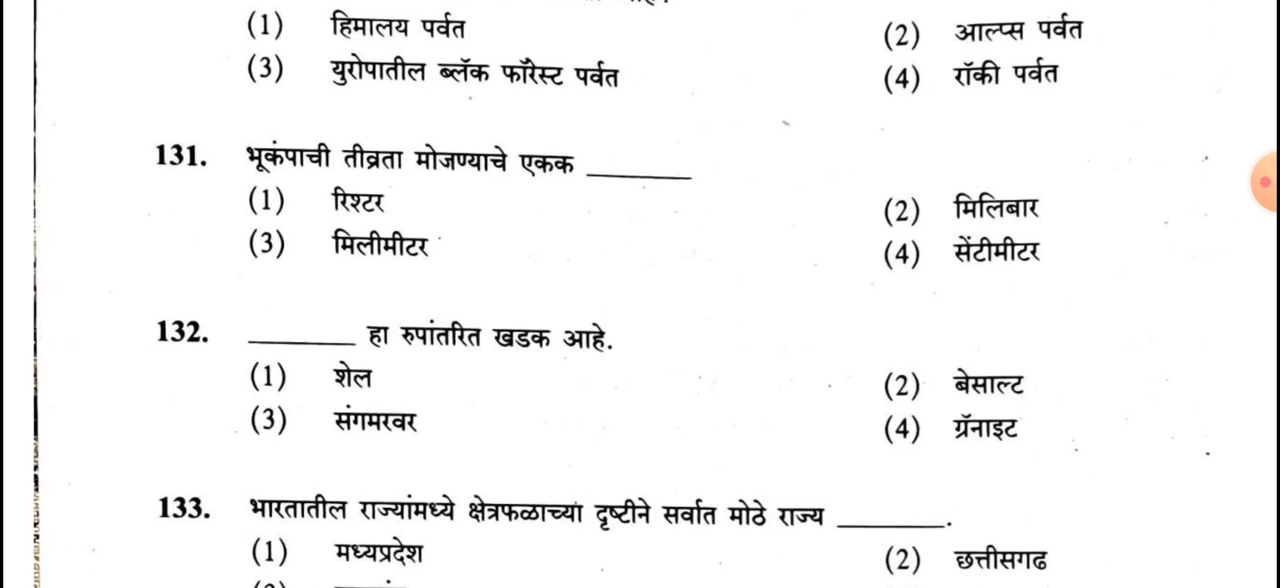 (1) हिमालय पर्वत (2) आल्प्स पर्वत
(3) युरोपातील ब्लॅक फॉरेस्ट पर्वत (4) रॉकी पर्वत
131. भूकंपाची तीव्रता मोजण्याचे एकक ______
(1) रिश्टर (2) मिलिबार
(3) मिलीमीटर (4) सेंटीमीटर
132. ______ हा रुपांतरित खडक आहे.
(1) शेल (2) बेसाल्ट
(3) संगमरवर (4) ग्रॅनाइट
133. भारतातील राज्यांमध्ये क्षेत्रफळाच्या दृष्टीने सर्वात मोठे राज्य ______.
(1) मध्यप्रदेश (2) छत्तीसगढ